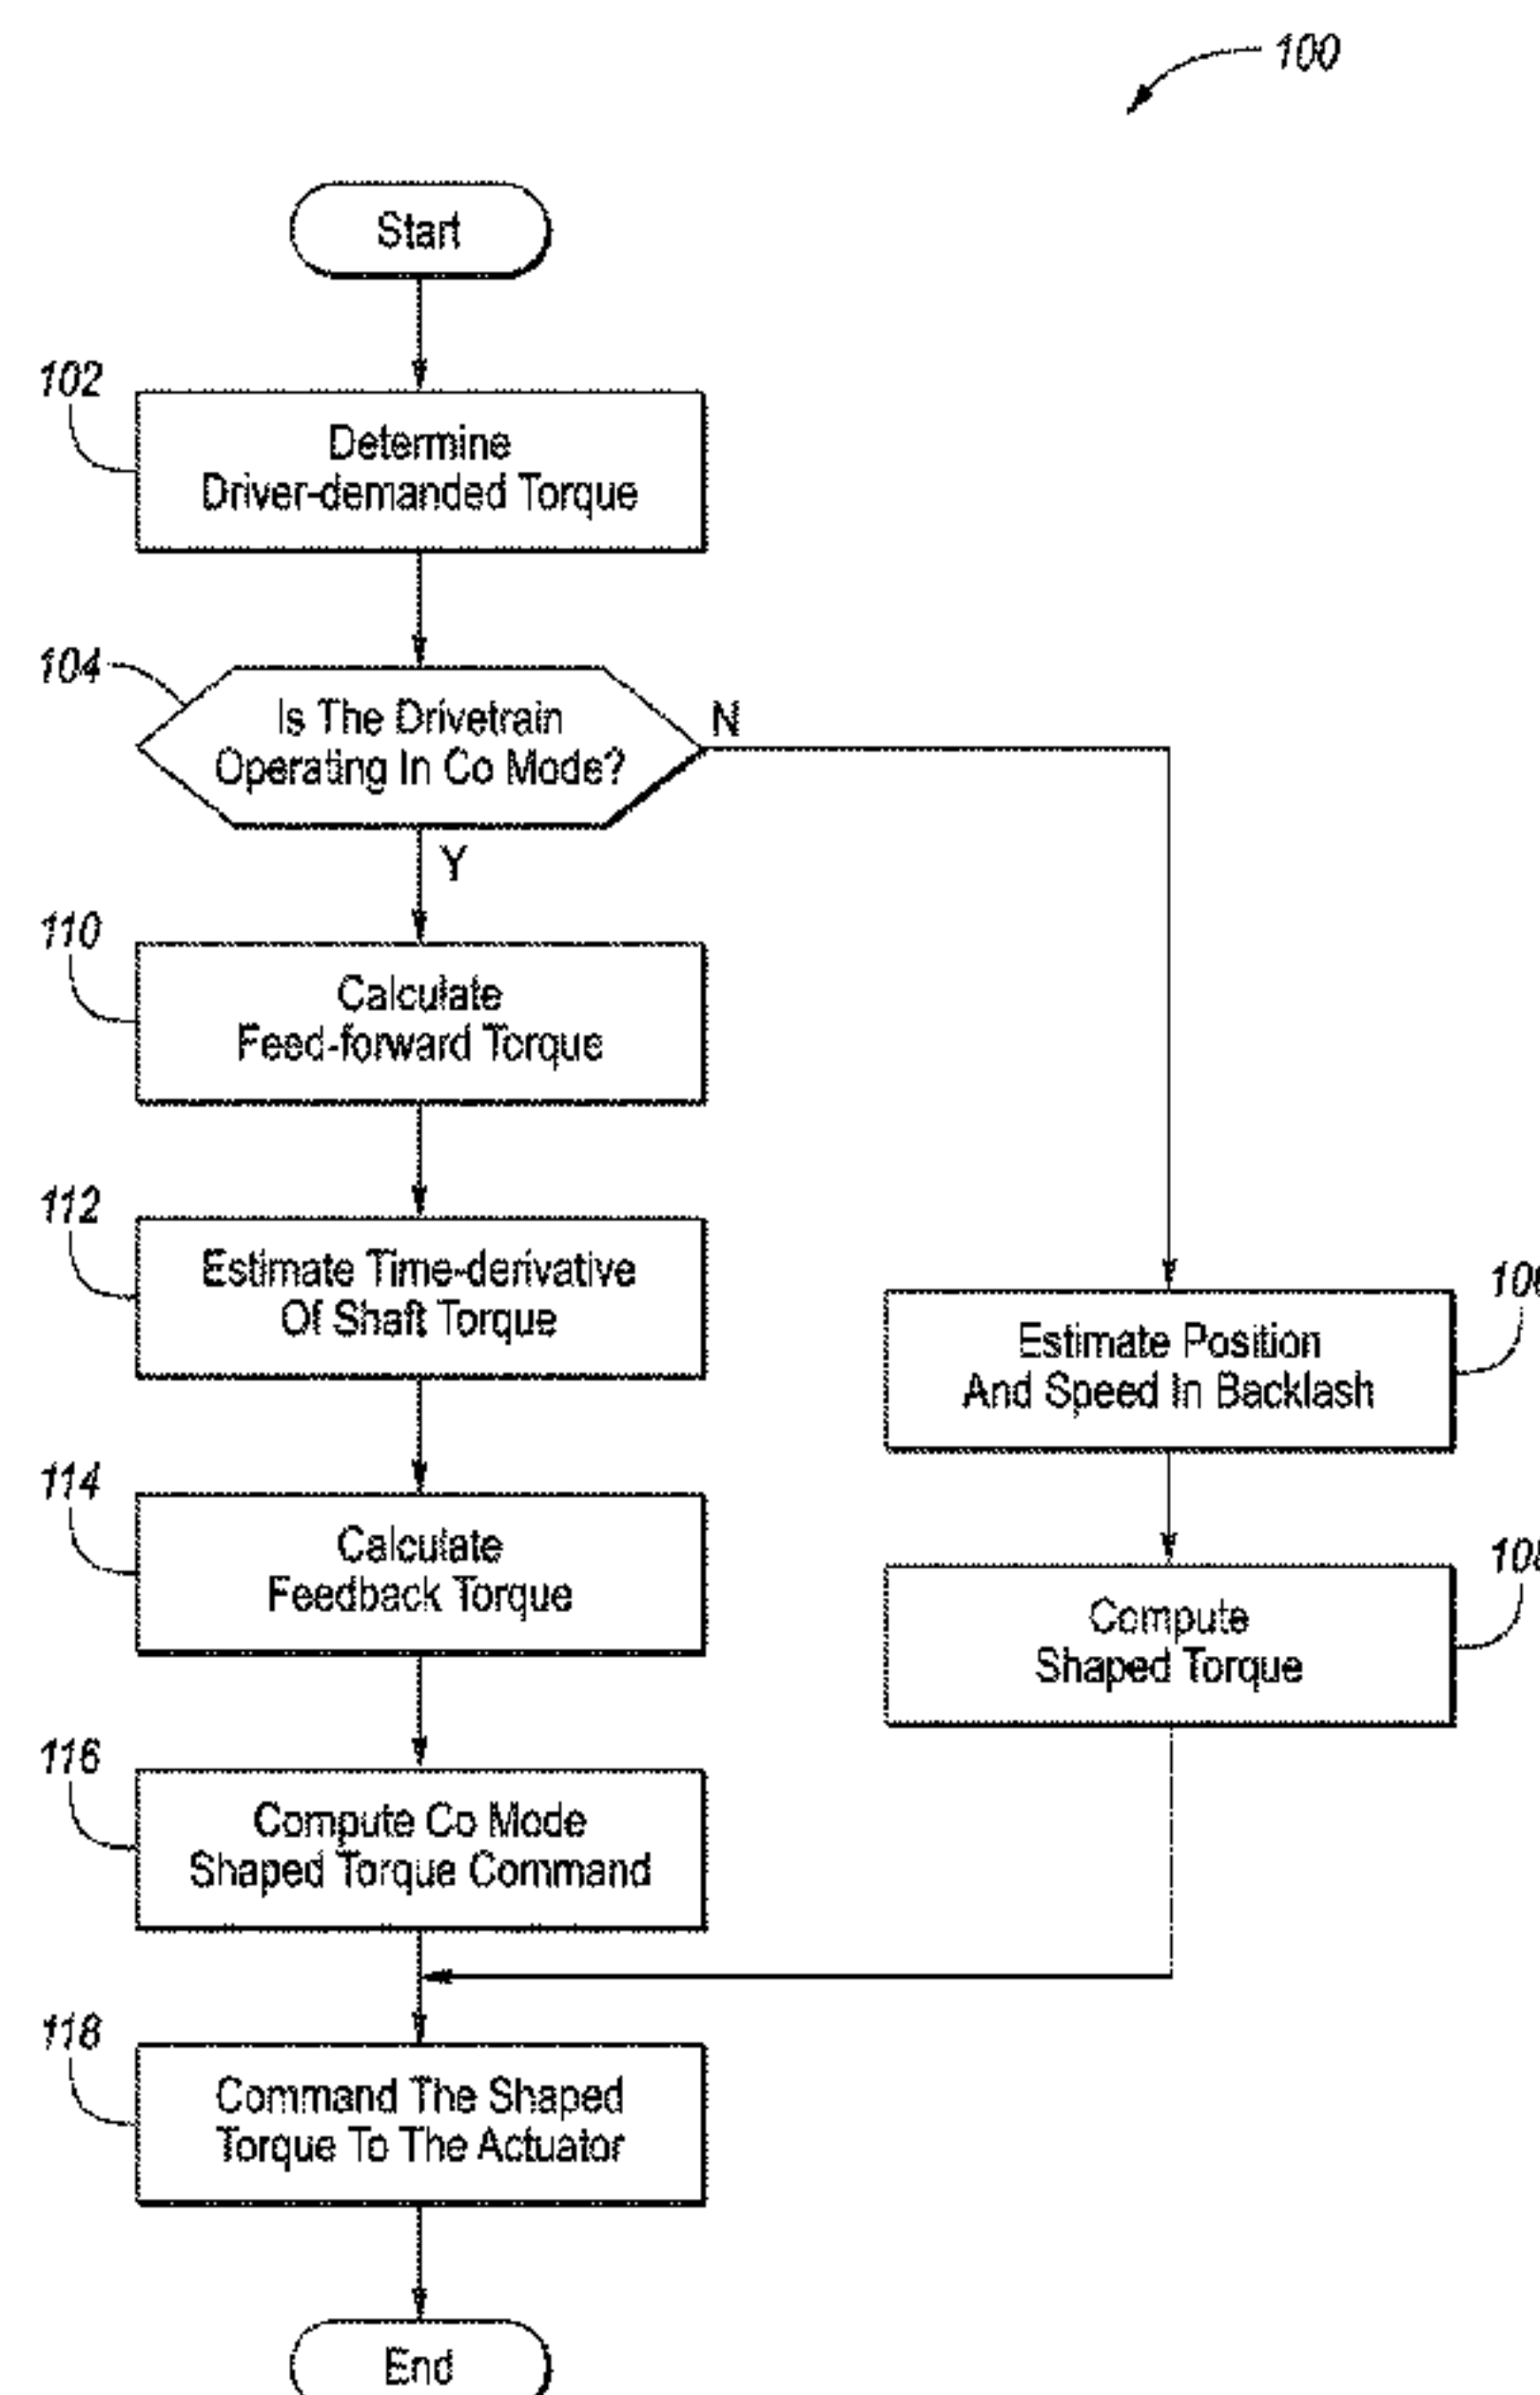 100
Start
102
Determine
Driver-demanded Torque
104
Is The Drivetrain
Operating In Co Mode?
N
Y
110
Calculate
Feed-forward Torque
112
Estimate Time-derivative
Of Shaft Torque
Estimate Position
And Speed In Backlash
114
Calculate
Feedback Torque
Compute
Shaped Torque
116
Compute Co Mode
Shaped Torque Command
118
Command The Shaped
Torque To The Actuator
End